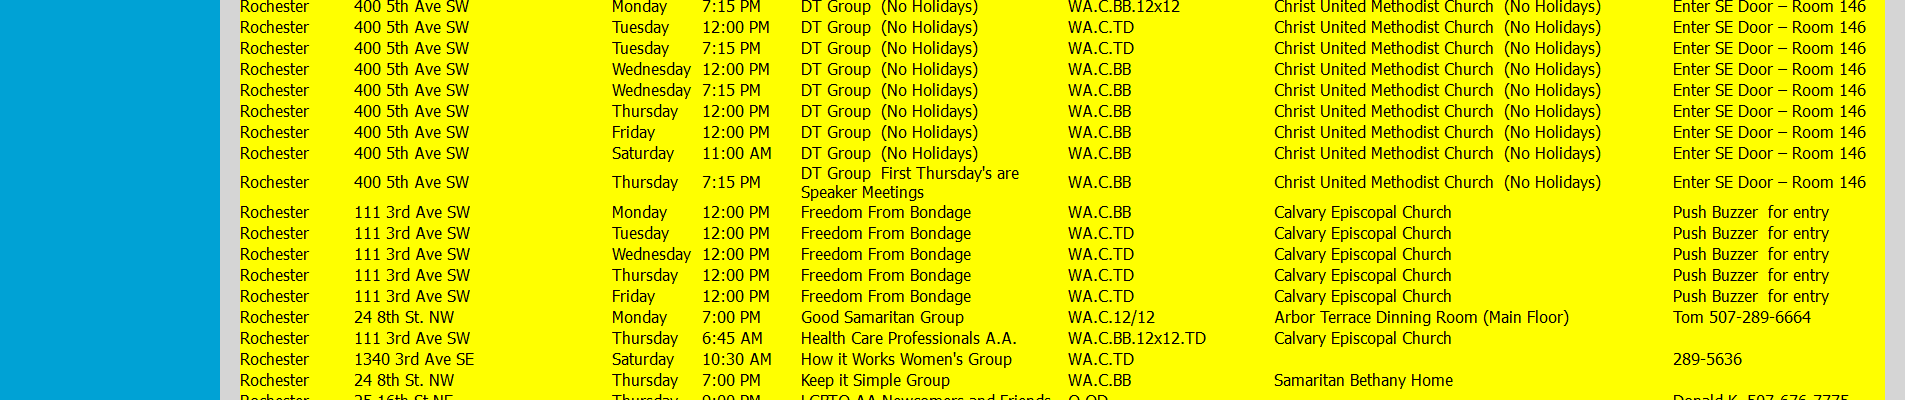 Rochester 400 5th Ave SW Monday 7:15 PM DT Group (No Holidays) WA.C.BB.12x12 Christ United Methodist Church (No Holidays) Enter SE Door – Room 146
Rochester 400 5th Ave SW Tuesday 12:00 PM DT Group (No Holidays) WA.C.TD Christ United Methodist Church (No Holidays) Enter SE Door – Room 146
Rochester 400 5th Ave SW Tuesday 7:15 PM DT Group (No Holidays) WA.C.TD Christ United Methodist Church (No Holidays) Enter SE Door – Room 146
Rochester 400 5th Ave SW Wednesday 12:00 PM DT Group (No Holidays) WA.C.BB Christ United Methodist Church (No Holidays) Enter SE Door – Room 146
Rochester 400 5th Ave SW Wednesday 7:15 PM DT Group (No Holidays) WA.C.BB Christ United Methodist Church (No Holidays) Enter SE Door – Room 146
Rochester 400 5th Ave SW Thursday 12:00 PM DT Group (No Holidays) WA.C.BB Christ United Methodist Church (No Holidays) Enter SE Door – Room 146
Rochester 400 5th Ave SW Friday 12:00 PM DT Group (No Holidays) WA.C.BB Christ United Methodist Church (No Holidays) Enter SE Door – Room 146
Rochester 400 5th Ave SW Saturday 11:00 AM DT Group (No Holidays) WA.C.BB Christ United Methodist Church (No Holidays) Enter SE Door – Room 146
Rochester 400 5th Ave SW Thursday 7:15 PM DT Group First Thursday's are
Speaker Meetings WA.C.BB Christ United Methodist Church (No Holidays) Enter SE Door – Room 146
Rochester 111 3rd Ave SW Monday 12:00 PM Freedom From Bondage WA.C.BB Calvary Episcopal Church Push Buzzer for entry
Rochester 111 3rd Ave SW Tuesday 12:00 PM Freedom From Bondage WA.C.TD Calvary Episcopal Church Push Buzzer for entry
Rochester 111 3rd Ave SW Wednesday 12:00 PM Freedom From Bondage WA.C.TD Calvary Episcopal Church Push Buzzer for entry
Rochester 111 3rd Ave SW Thursday 12:00 PM Freedom From Bondage WA.C.TD Calvary Episcopal Church Push Buzzer for entry
Rochester 111 3rd Ave SW Friday 12:00 PM Freedom From Bondage WA.C.TD Calvary Episcopal Church Push Buzzer for entry
Rochester 24 8th St. NW Monday 7:00 PM Good Samaritan Group WA.C.12/12 Arbor Terrace Dinning Room (Main Floor) Tom 507-289-6664
Rochester 111 3rd Ave SW Thursday 6:45 AM Health Care Professionals A.A. WA.C.BB.12x12.TD Calvary Episcopal Church
Rochester 1340 3rd Ave SE Saturday 10:30 AM How it Works Women's Group WA.C.TD 289-5636
Rochester 24 8th St. NW Thursday 7:00 PM Keep it Simple Group WA.C.BB Samaritan Bethany Home
Rochester Thursday LGBTQ AA Newcomers and Friends